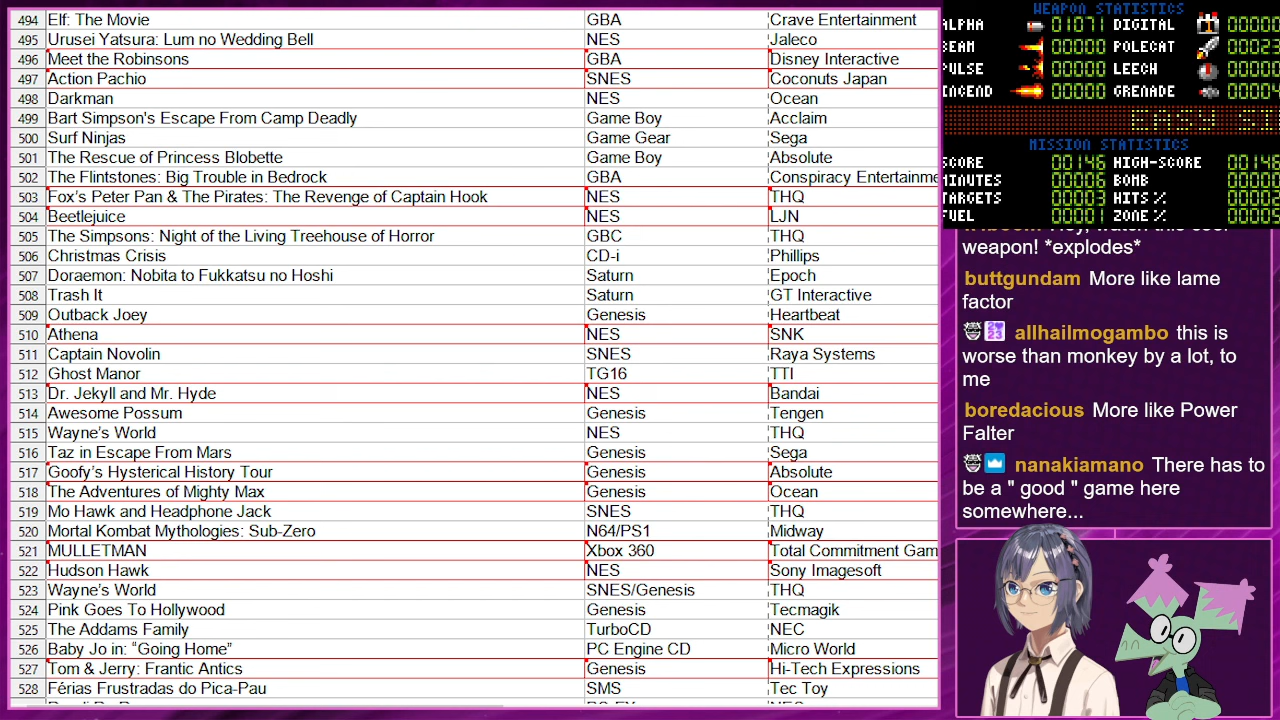 494 Elf: The Movie GBA Crave Entertainment
495 Urusei Yatsura: Lum no Wedding Bell NES Jaleco
496 Meet the Robinsons GBA Disney Interactive
497 Action Pachio SNES Coconuts Japan
498 Darkman NES Ocean
499 Bart Simpson's Escape From Camp Deadly Game Boy Acclaim
500 Surf Ninjas Game Gear Sega
501 The Rescue of Princess Blobette Game Boy Absolute
502 The Flintstones: Big Trouble in Bedrock GBA Conspiracy Entertainme
503 Fox's Peter Pan & The Pirates: The Revenge of Captain Hook NES THQ
504 Beetlejuice NES LJN
505 The Simpsons: Night of the Living Treehouse of Horror GBC THQ
506 Christmas Crisis CD-i Phillips
507 Doraemon: Nobita to Fukkatsu no Hoshi Saturn Epoch
508 Trash It Saturn GT Interactive
509 Outback Joey Genesis Heartbeat
510 Athena NES SNK
511 Captain Novolin SNES Raya Systems
512 Ghost Manor TG16 TTI
513 Dr. Jekyll and Mr. Hyde NES Bandai
514 Awesome Possum Genesis Tengen
515 Wayne's World NES THQ
516 Taz in Escape From Mars Genesis Sega
517 Goofy's Hysterical History Tour Genesis Absolute
518 The Adventures of Mighty Max Genesis Ocean
519 Mo Hawk and Headphone Jack SNES THQ
520 Mortal Kombat Mythologies: Sub-Zero N64/PS1 Midway
521 MULLETMAN Xbox 360 Total Commitment Gam
522 Hudson Hawk NES Sony Imagesoft
523 Wayne's World SNES/Genesis THQ
524 Pink Goes To Hollywood Genesis Tecmagik
525 The Addams Family TurboCD NEC
526 Baby Jo in: “Going Home” PC Engine CD Micro World
527 Tom & Jerry: Frantic Antics Genesis Hi-Tech Expressions
528 Férias Frustradas do Pica-Pau SMS Tec Toy
WEAPON STATISTICS
ALPHA 01071 DIGITAL 0000
BEAM 00000 POLECAT 0002
PULSE 00000 LEECH 0000
INCEND 00000 GRENADE 0000
EASY
MISSION STATISTICS
SCORE 00146 HIGH-SCORE 0014
MINUTES 00006 BOMB 0000
TARGETS 00003 HITS % 0000
FUEL 00001 ZONE % 0000
weapon! *explodes*
buttgundam More like lame
factor
allhailmogambo this is
worse than monkey by a lot, to
me
boredacious More like Power
Falter
nanakiamano There has to
be a " good " game here
somewhere...